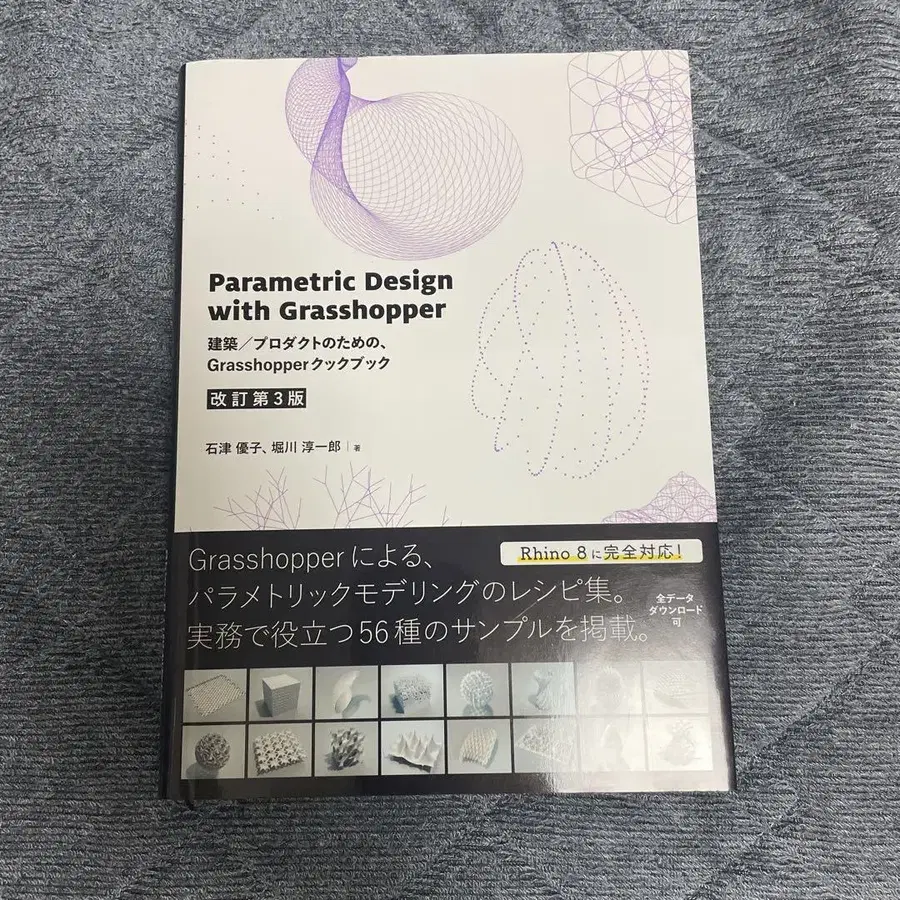 Parametric Design
with Grasshopper
建築／プロダクトのための、
Grasshopperクックブック
改訂第3版
石津 優子、堀川 淳一郎｜著
Grasshopperによる、
パラメトリックモデリングのレシピ集。
実務で役立つ56種のサンプルを掲載。
Rhino 8に完全対応！
全データ
ダウンロード
可